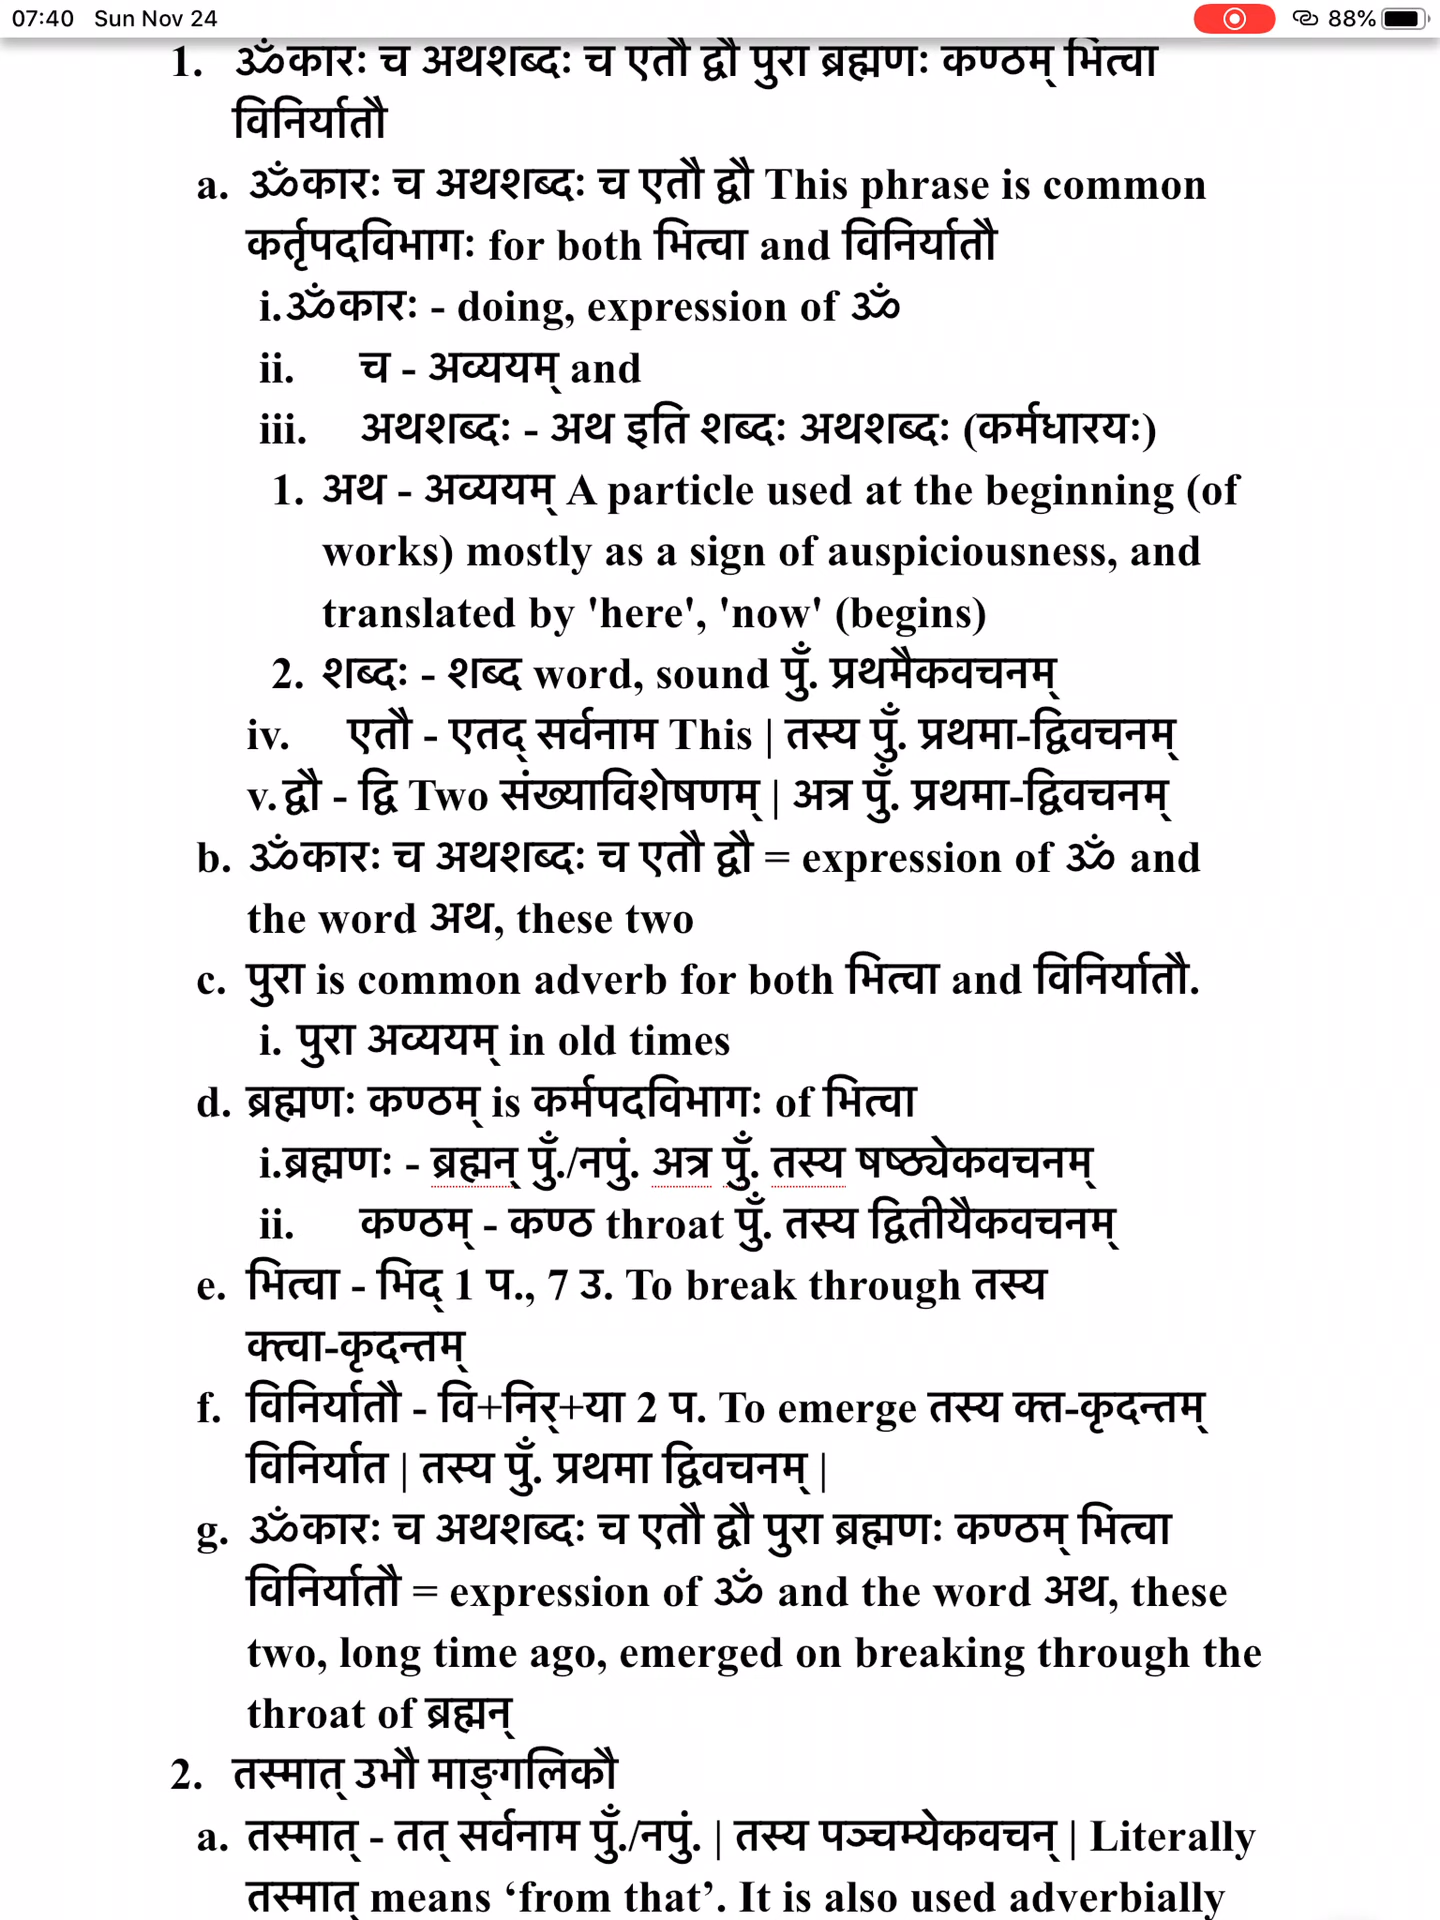 07:40 Sun Nov 24 88%
1. ॐकारः च अथशब्दः च एतौ द्वौ पुरा ब्रह्मणः कण्ठम् भित्वा
विनिर्यातौ
a. ॐकारः च अथशब्दः च एतौ द्वौ This phrase is common
कर्तृपदविभागः for both भित्वा and विनिर्यातौ
i. ॐकारः - doing, expression of ॐ
ii. च - अव्ययम् and
iii. अथशब्दः - अथ इति शब्दः अथशब्दः (कर्मधारयः)
1. अथ - अव्ययम् A particle used at the beginning (of
works) mostly as a sign of auspiciousness, and
translated by 'here', 'now' (begins)
2. शब्दः - शब्द word, sound पुँ. प्रथमैकवचनम्
iv. एतौ - एतद् सर्वनाम This | तस्य पुँ. प्रथमा-द्विवचनम्
v. द्वौ - द्वि Two संख्याविशेषणम् | अत्र पुँ. प्रथमा-द्विवचनम्
b. ॐकारः च अथशब्दः च एतौ द्वौ = expression of ॐ and
the word अथ, these two
c. पुरा is common adverb for both भित्वा and विनिर्यातौ.
i. पुरा अव्ययम् in old times
d. ब्रह्मणः कण्ठम् is कर्मपदविभागः of भित्वा
i. ब्रह्मणः - ब्रह्मन् पुँ./नपुं. अत्र पुँ. तस्य षष्ठ्येकवचनम्
ii. कण्ठम् - कण्ठ throat पुँ. तस्य द्वितीयैकवचनम्
e. भित्वा - भिद् 1 प., 7 उ. To break through तस्य
क्त्वा-कृदन्तम्
f. विनिर्यातौ - वि+निर्+या 2 प. To emerge तस्य क्त-कृदन्तम्
विनिर्यात | तस्य पुँ. प्रथमा द्विवचनम् |
g. ॐकारः च अथशब्दः च एतौ द्वौ पुरा ब्रह्मणः कण्ठम् भित्वा
विनिर्यातौ = expression of ॐ and the word अथ, these
two, long time ago, emerged on breaking through the
throat of ब्रह्मन्
2. तस्मात् उभौ माङ्गलिकौ
a. तस्मात् - तत् सर्वनाम पुँ./नपुं. | तस्य पञ्चम्येकवचन् | Literally
तस्मात् means ‘from that’. It is also used adverbially